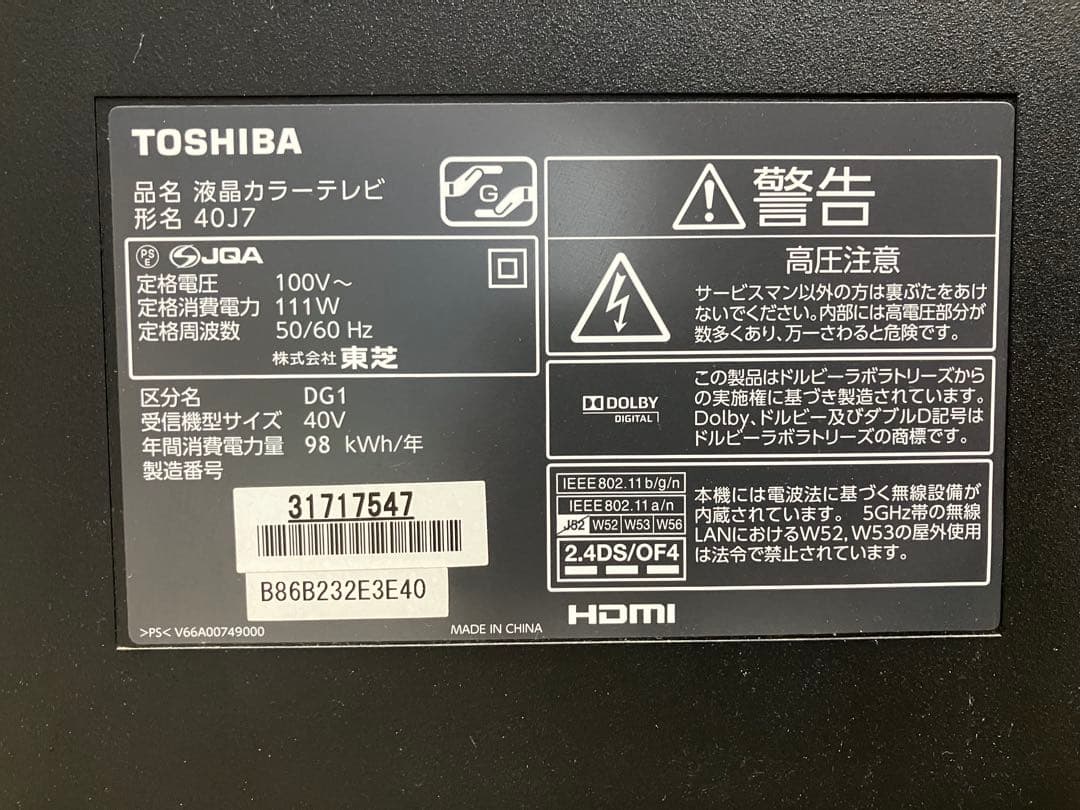 TOSHIBA
品名 液晶カラーテレビ
形名 40J7
G
PS
E
JQA
定格電圧 100V～
定格消費電力 111W
定格周波数 50/60 Hz
株式会社 東芝
区分名 DG1
受信機型サイズ 40V
年間消費電力量 98 kWh/年
製造番号
31717547
B86B232E3E40
>PS< V66A00749000
MADE IN CHINA
警告
高圧注意
サービスマン以外の方は裏ぶたをあけ
ないでください。内部には高電圧部分が
数多くあり、万一さわると危険です。
DOLBY
DIGITAL
この製品はドルビーラボラトリーズから
の実施権に基づき製造されています。
Dolby、ドルビー及びダブルD記号は
ドルビーラボラトリーズの商標です。
IEEE802.11b/g/n
IEEE802.11a/n
J52 W52 W53 W56
2.4DS/OF4
本機には電波法に基づく無線設備が
内蔵されています。 5GHz帯の無線
LANにおけるW52, W53の屋外使用
は法令で禁止されています。
HDMI